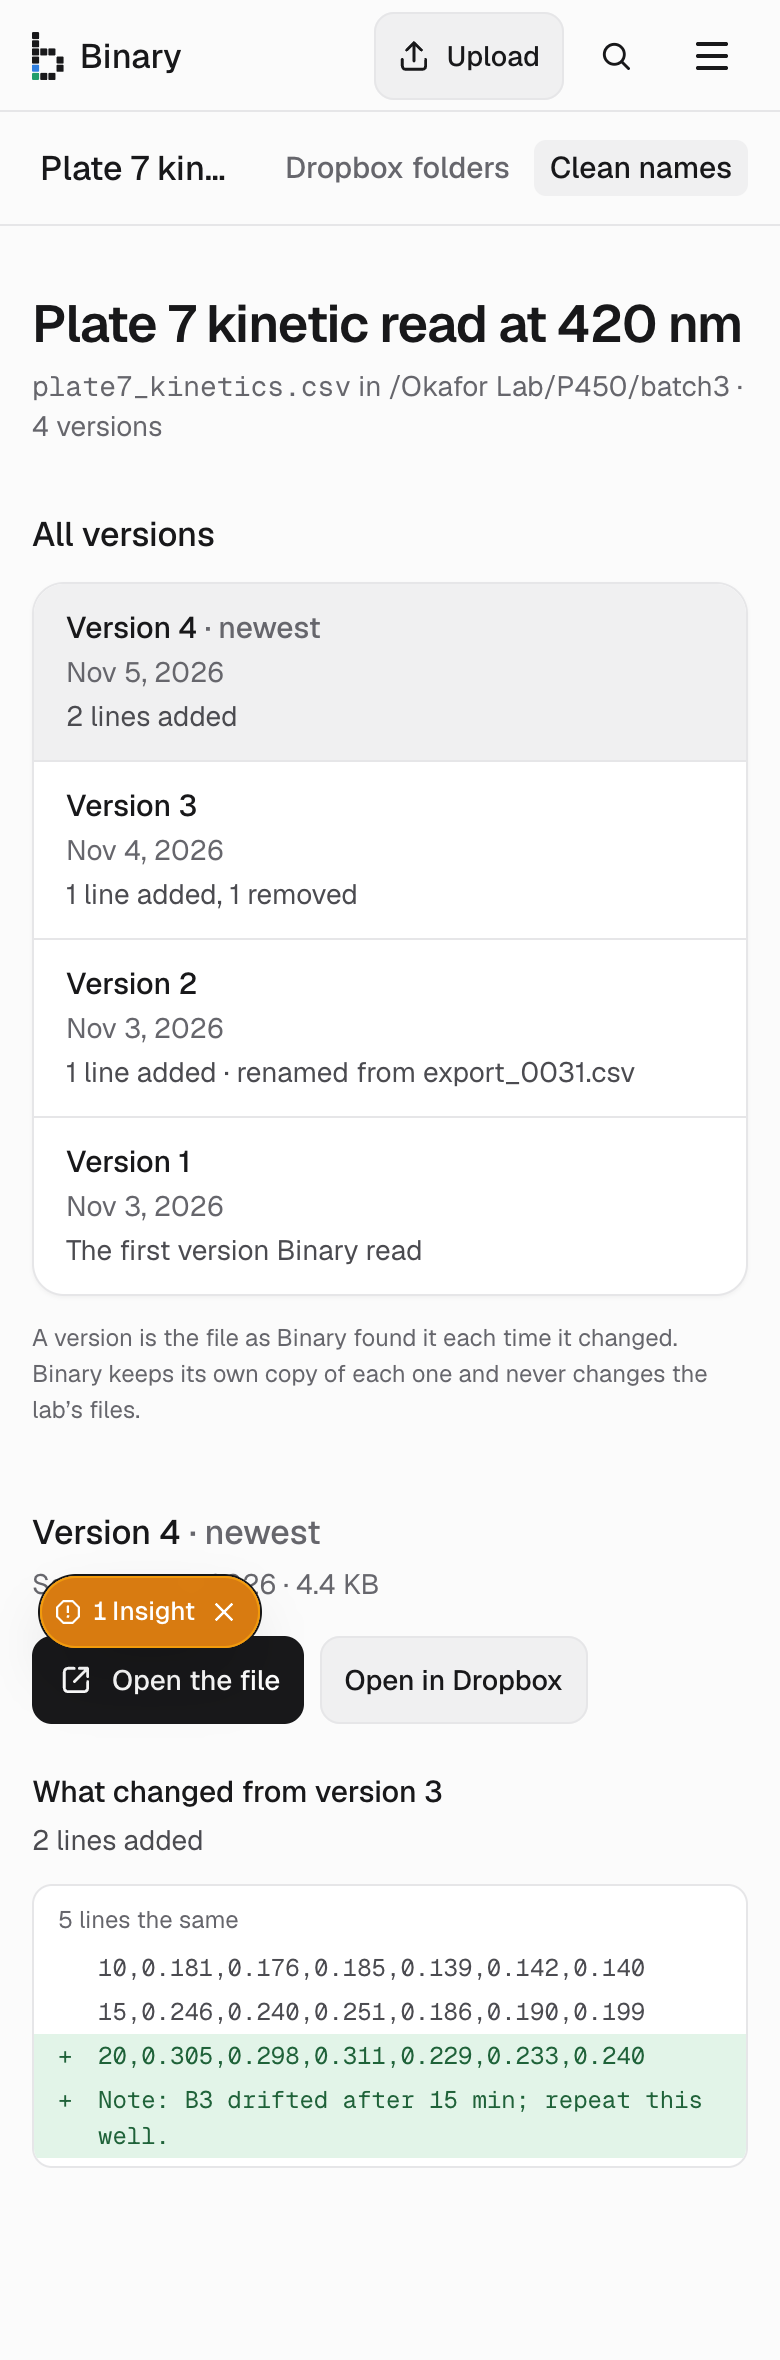 Binary
Upload
Plate 7 kin...
Dropbox folders
Clean names
Plate 7 kinetic read at 420 nm
plate7_kinetics.csv in /Okafor Lab/P450/batch3 ·
4 versions
All versions
Version 4 · newest
Nov 5, 2026
2 lines added
Version 3
Nov 4, 2026
1 line added, 1 removed
Version 2
Nov 3, 2026
1 line added · renamed from export_0031.csv
Version 1
Nov 3, 2026
The first version Binary read
A version is the file as Binary found it each time it changed.
Binary keeps its own copy of each one and never changes the
lab’s files.
Version 4 · newest
· 4.4 KB
1 Insight
Open the file
Open in Dropbox
What changed from version 3
2 lines added
5 lines the same
10,0.181,0.176,0.185,0.139,0.142,0.140
15,0.246,0.240,0.251,0.186,0.190,0.199
+ 20,0.305,0.298,0.311,0.229,0.233,0.240
+ Note: B3 drifted after 15 min; repeat this
well.